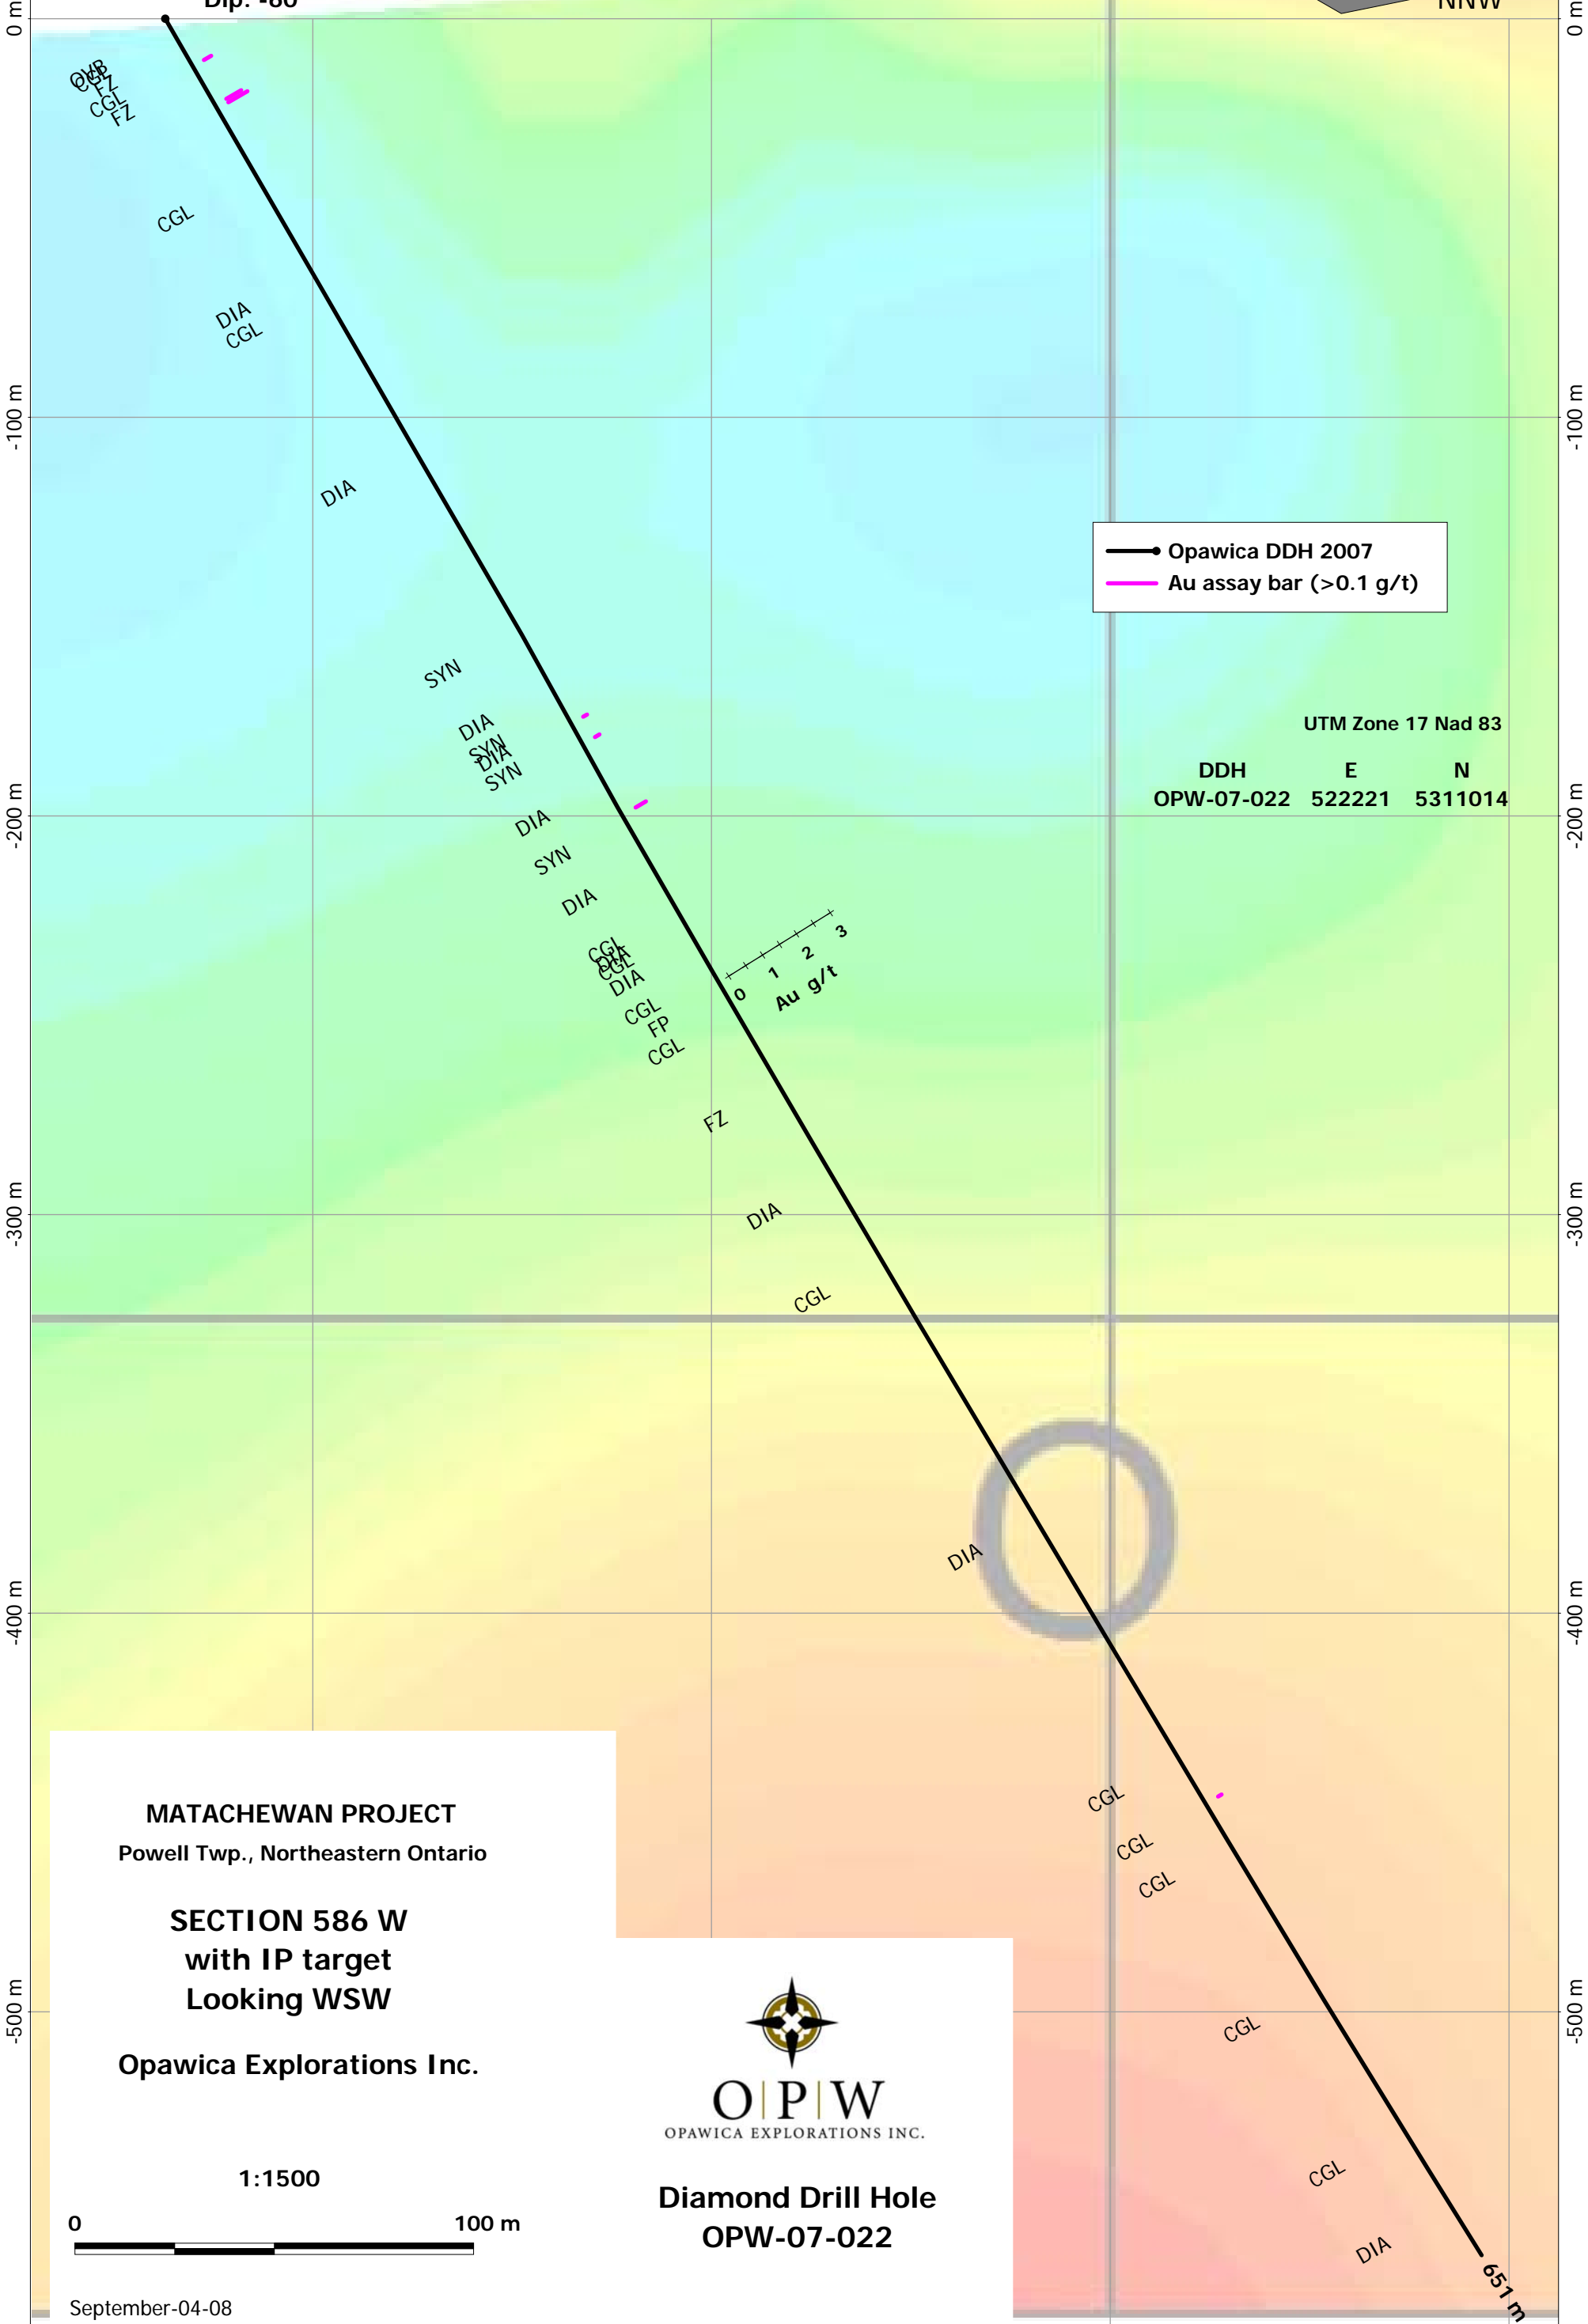 Dip: -60
NNW
0 m
0 m
OVB
CGL
FZ
CGL
FZ
CGL
DIA
CGL
-100 m
-100 m
DIA
Opawica DDH 2007
Au assay bar (>0.1 g/t)
SYN
DIA
SYN
DIA
SYN
UTM Zone 17 Nad 83
DDH E N
OPW-07-022 522221 5311014
-200 m
-200 m
DIA
SYN
DIA
0 1 2 3
Au g/t
CGL
DIA
CGL
DIA
CGL
FP
CGL
FZ
-300 m
-300 m
DIA
CGL
DIA
-400 m
-400 m
CGL
CGL
CGL
MATACHEWAN PROJECT
Powell Twp., Northeastern Ontario
SECTION 586 W
with IP target
Looking WSW
Opawica Explorations Inc.
1:1500
0 100 m
September-04-08
-500 m
-500 m
CGL
O|P|W
OPAWICA EXPLORATIONS INC.
Diamond Drill Hole
OPW-07-022
CGL
DIA
651 m